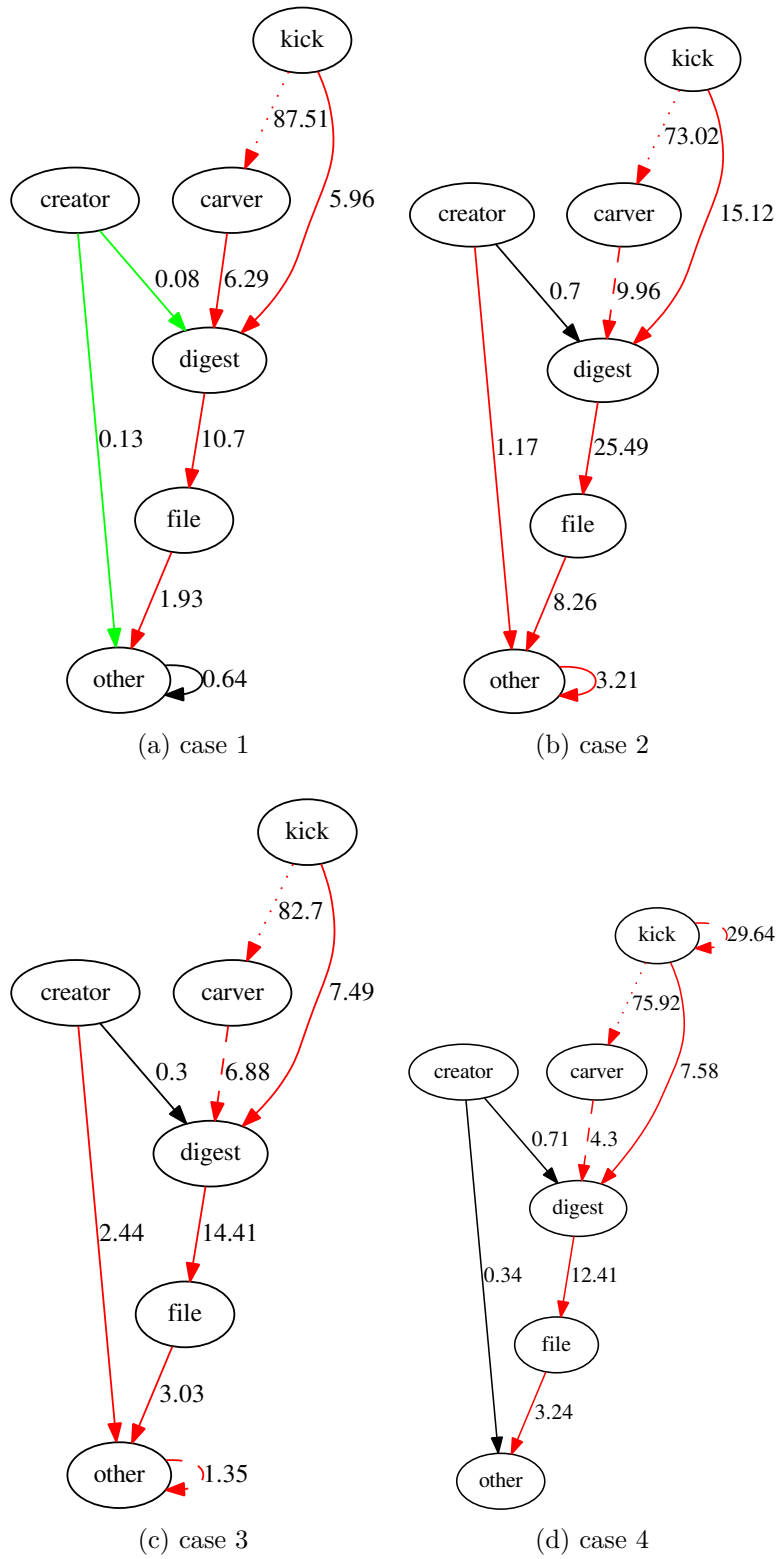 kick
87.51
creator
carver
5.96
0.08
6.29
digest
0.13
10.7
file
1.93
other
0.64
(a) case 1
kick
73.02
creator
carver
15.12
0.7
9.96
digest
1.17
25.49
file
8.26
other
3.21
(b) case 2
kick
82.7
creator
carver
7.49
0.3
6.88
digest
2.44
14.41
file
3.03
other
1.35
(c) case 3
kick
29.64
75.92
creator
carver
7.58
0.71
4.3
digest
0.34
12.41
file
3.24
other
(d) case 4